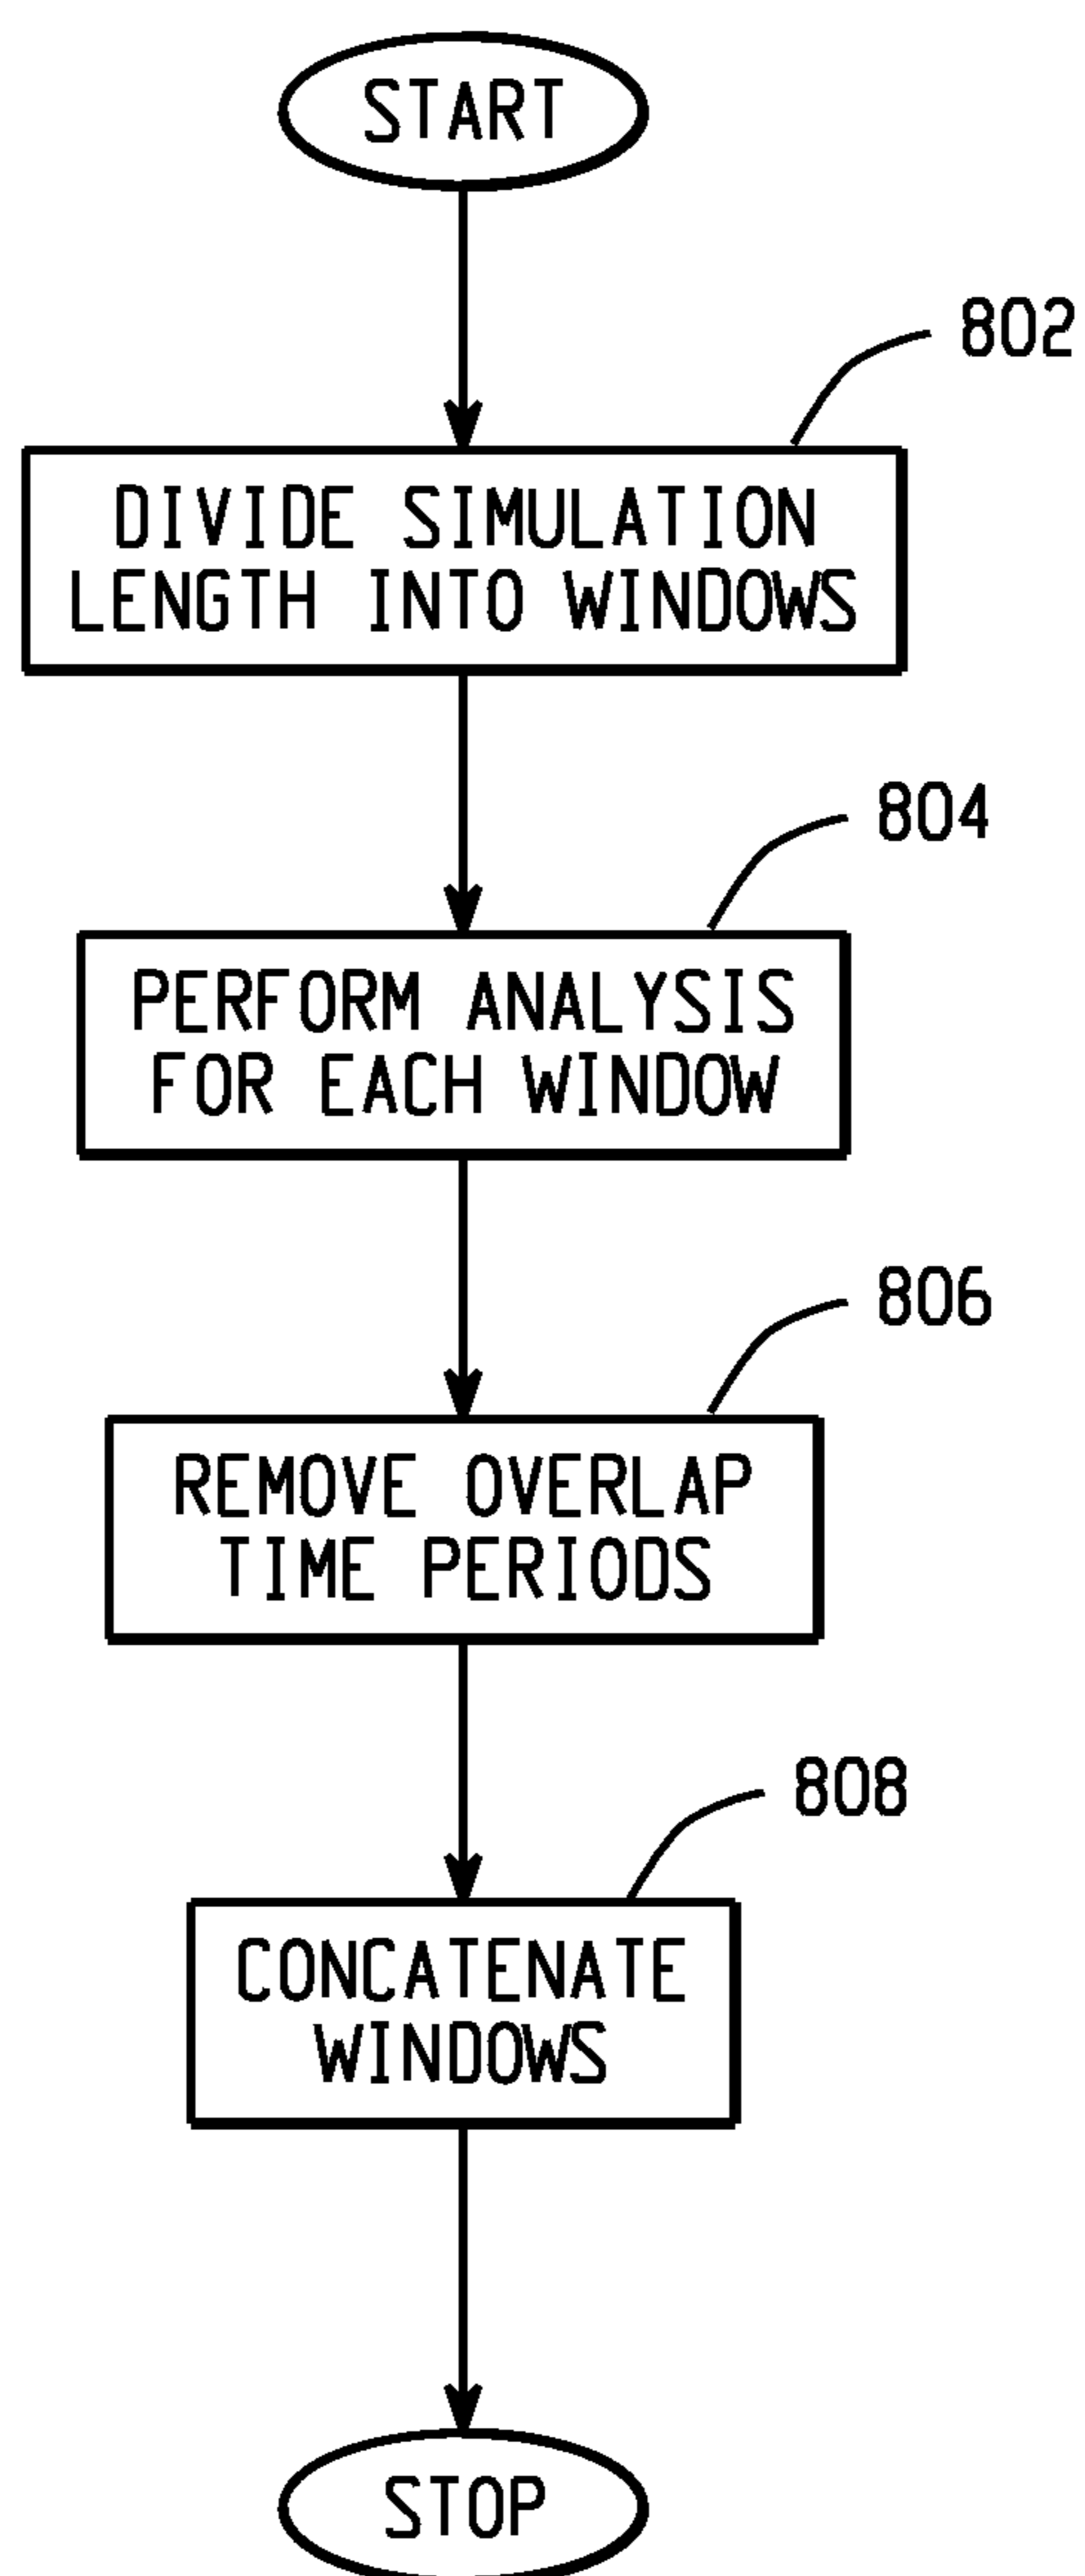 START
802
DIVIDE SIMULATION
LENGTH INTO WINDOWS
804
PERFORM ANALYSIS
FOR EACH WINDOW
806
REMOVE OVERLAP
TIME PERIODS
808
CONCATENATE
WINDOWS
STOP